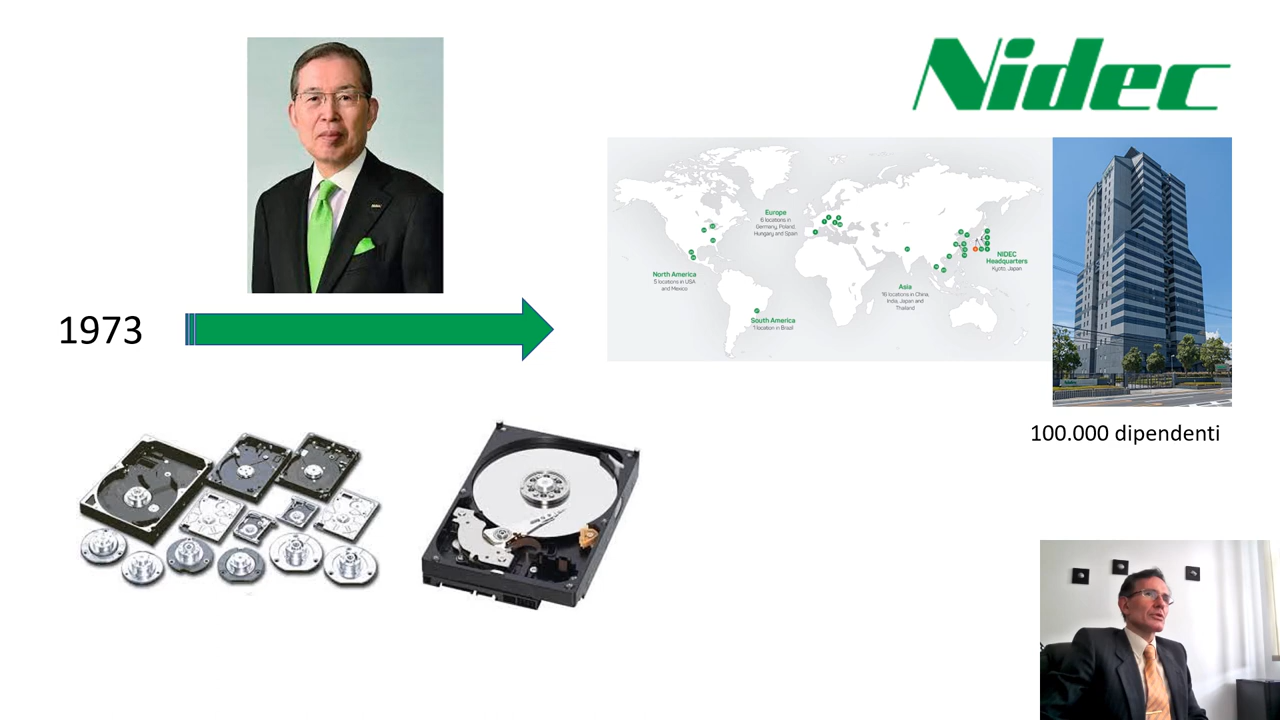 Nidec
Europe
6 locations in
Germany, Poland,
Hungary and Spain
North America
5 locations in USA
and Mexico
South America
1 location in Brazil
Asia
16 locations in China,
India, Japan and
Thailand
NIDEC
Headquarters
Kyoto, Japan
1973
100.000 dipendenti